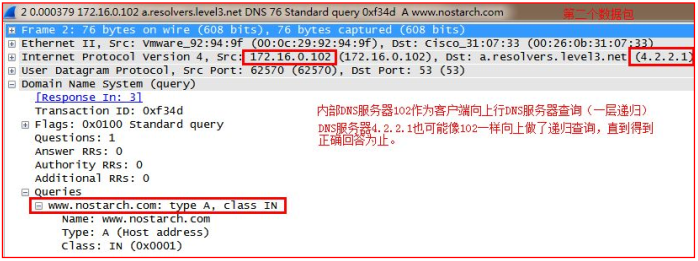 2 0.000379 172.16.0.102 a.resolvers.level3.net DNS 76 Standard query 0xf34d A www.nostarch.com
第二个数据包
Frame 2: 76 bytes on wire (608 bits), 76 bytes captured (608 bits)
Ethernet II, Src: Vmware_92:94:9f (00:0c:29:92:94:9f), Dst: Cisco_31:07:33 (00:26:0b:31:07:33)
Internet Protocol Version 4, Src: 172.16.0.102 (172.16.0.102), Dst: a.resolvers.level3.net (4.2.2.1)
User Datagram Protocol, Src Port: 62570 (62570), Dst Port: 53 (53)
Domain Name System (query)
[Response In: 3]
Transaction ID: 0xf34d
Flags: 0x0100 Standard query
Questions: 1
Answer RRs: 0
Authority RRs: 0
Additional RRs: 0
Queries
www.nostarch.com: type A, class IN
Name: www.nostarch.com
Type: A (Host address)
Class: IN (0x0001)
内部DNS服务器102作为客户端向上行DNS服务器查询（一层递归）
DNS服务器4.2.2.1也可能像102一样向上做了递归查询，直到得到
正确回答为止。